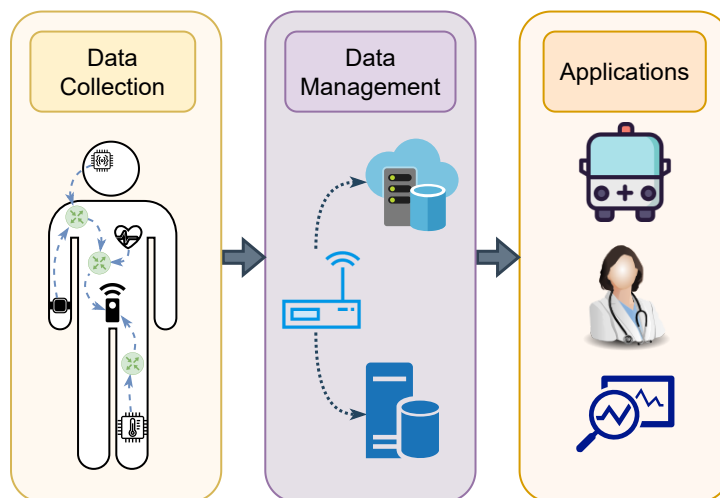 Data
Collection
Data
Management
Applications